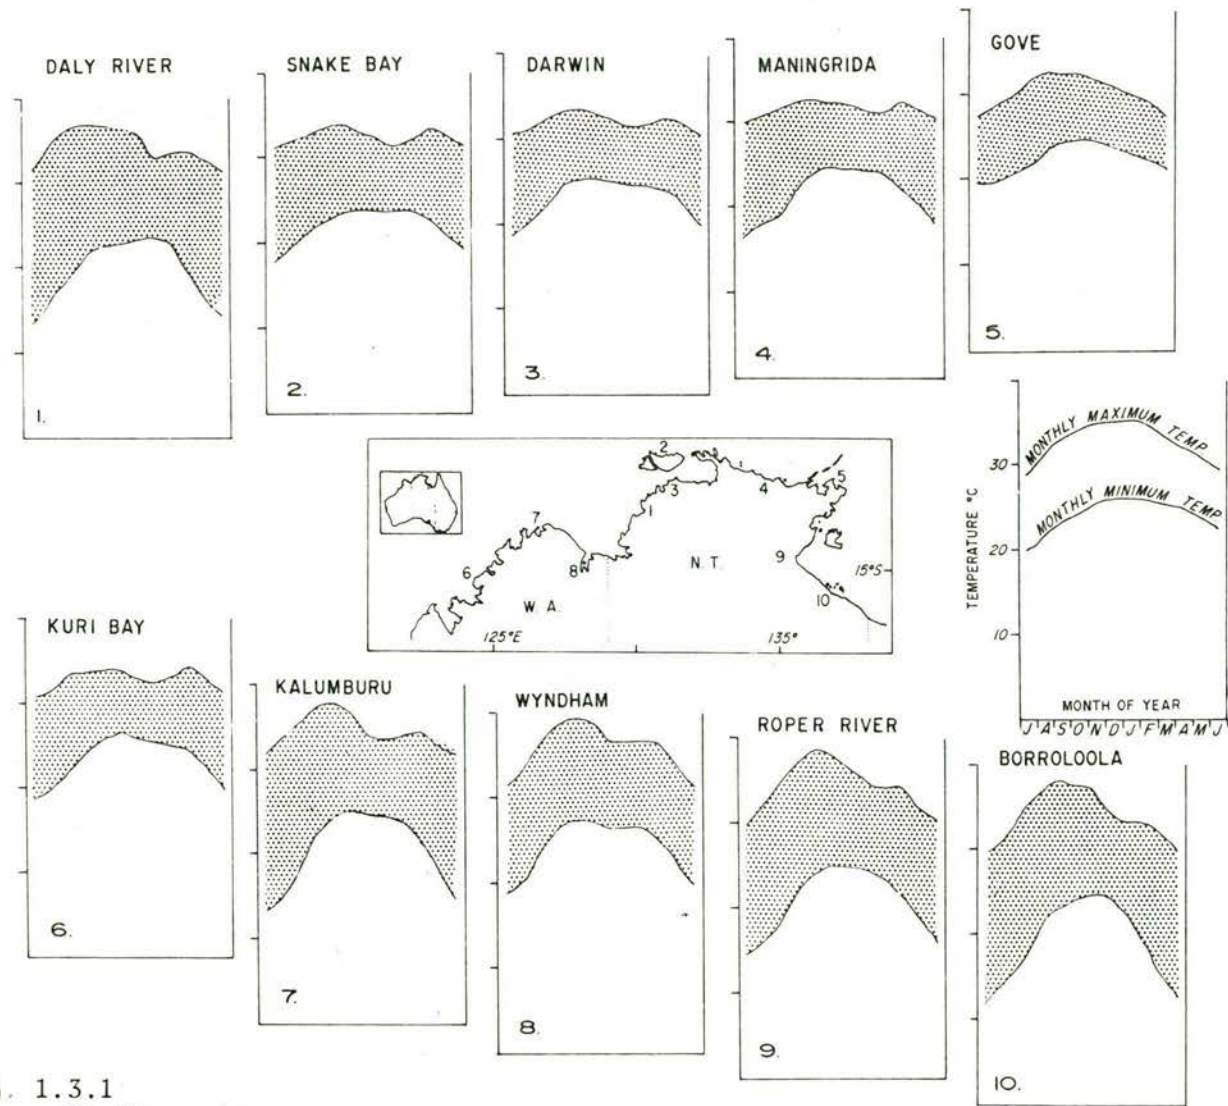 DALY RIVER
1.
SNAKE BAY
2.
DARWIN
3.
MANINGRIDA
4.
GOVE
5.
2
3
4
5
1
7
6
8
9
10
N. T.
W. A.
15°S
125°E
135°
MONTHLY MAXIMUM TEMP
MONTHLY MINIMUM TEMP
TEMPERATURE °C
30
20
10
MONTH OF YEAR
J A S O N D J F M A M J
KURI BAY
6.
KALUMBURU
7.
WYNDHAM
8.
ROPER RIVER
9.
BORROLOOLA
10.
1.3.1